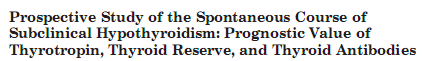 Prospective Study of the Spontaneous Course of
Subclinical Hypothyroidism: Prognostic Value of
Thyrotropin, Thyroid Reserve, and Thyroid Antibodies